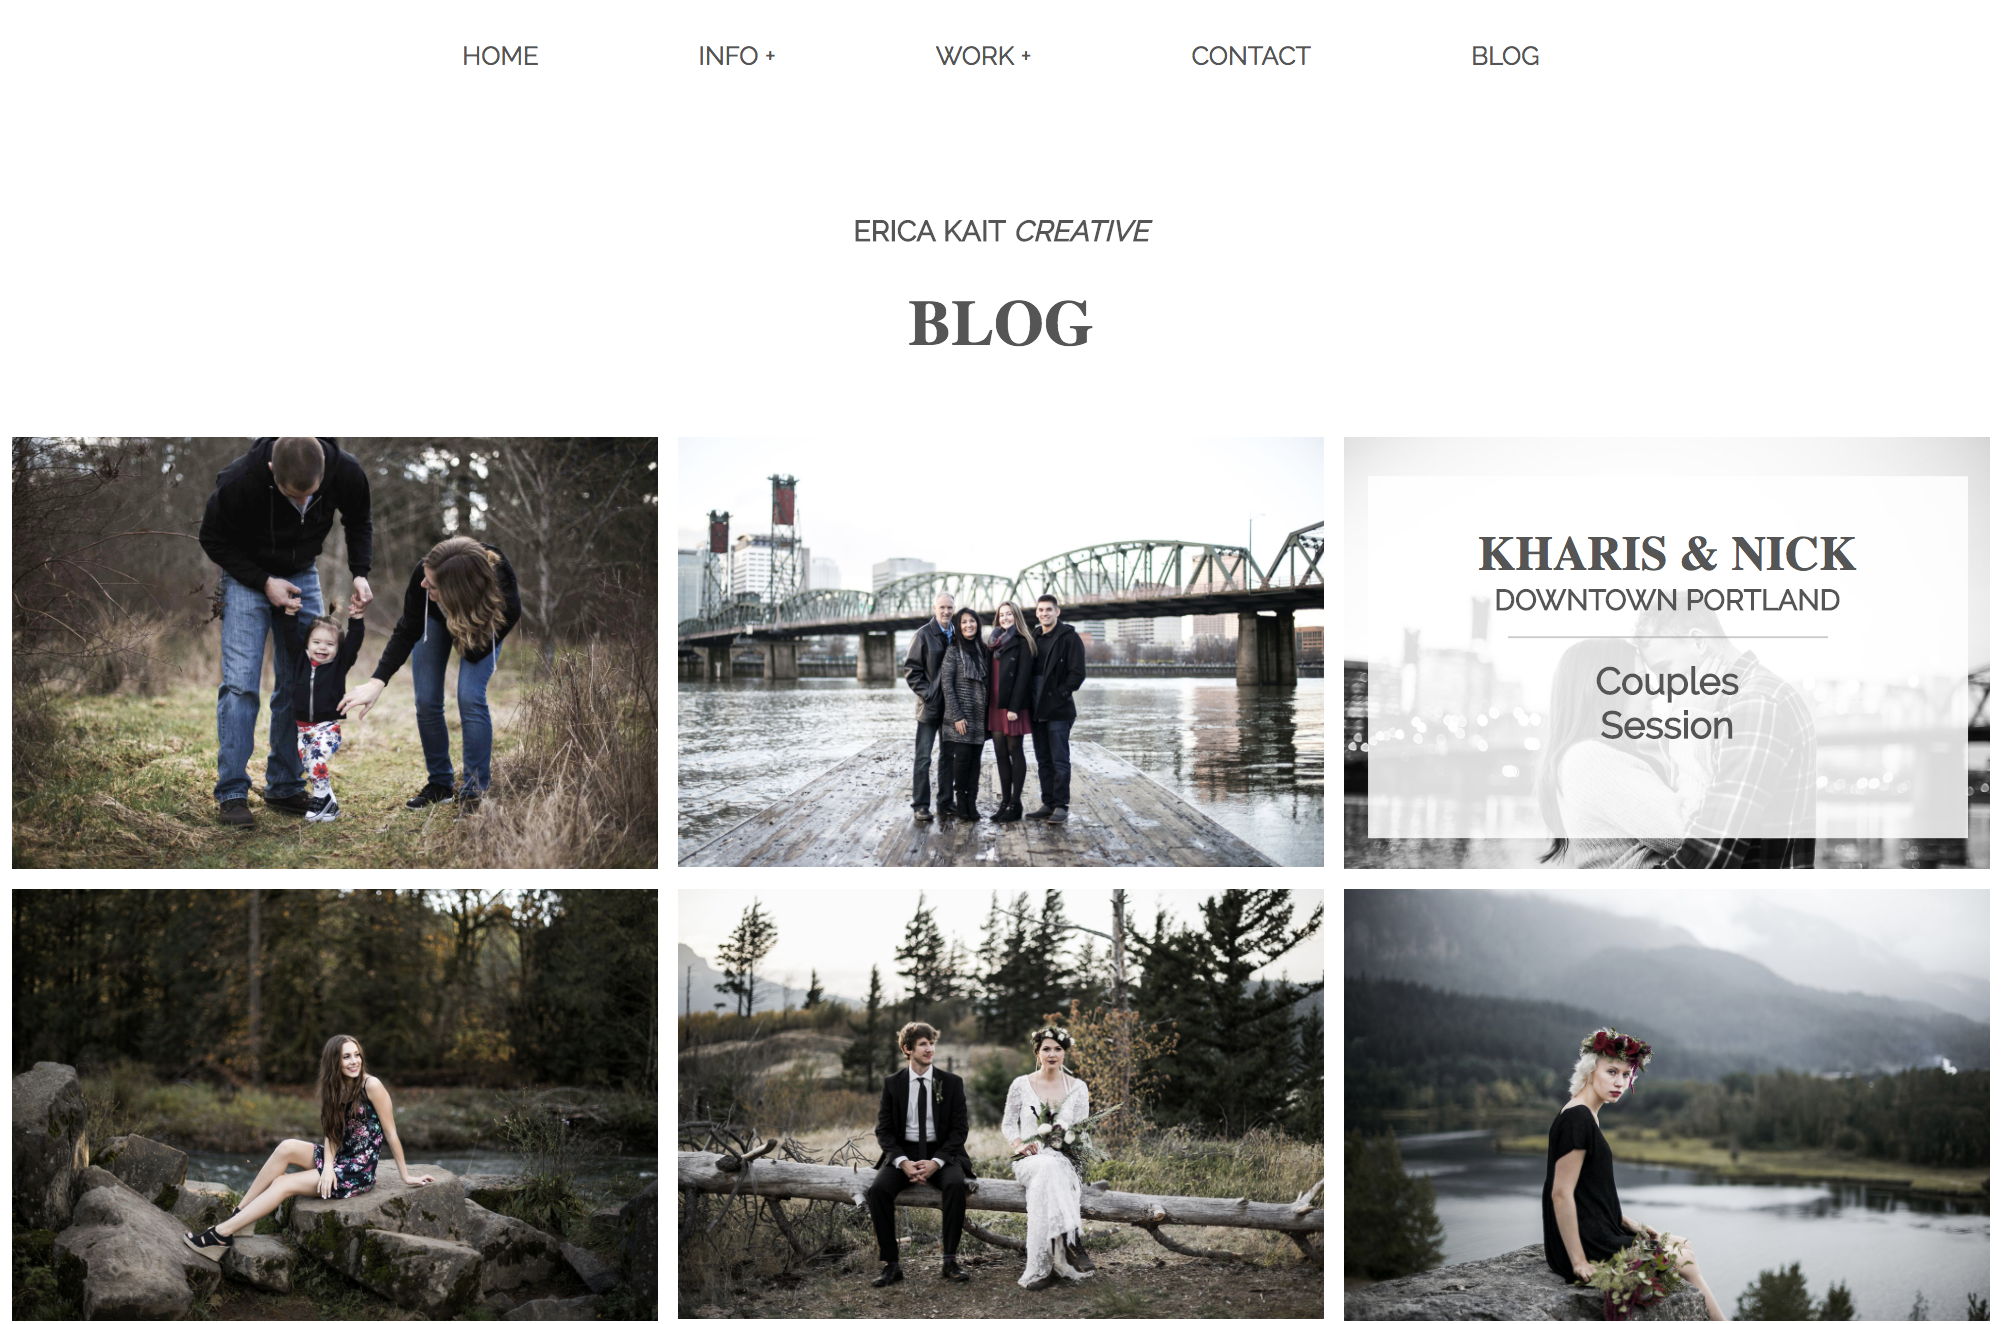 HOME INFO + WORK + CONTACT BLOG
ERICA KAIT CREATIVE
BLOG
KHARIS & NICK
DOWNTOWN PORTLAND
Couples
Session